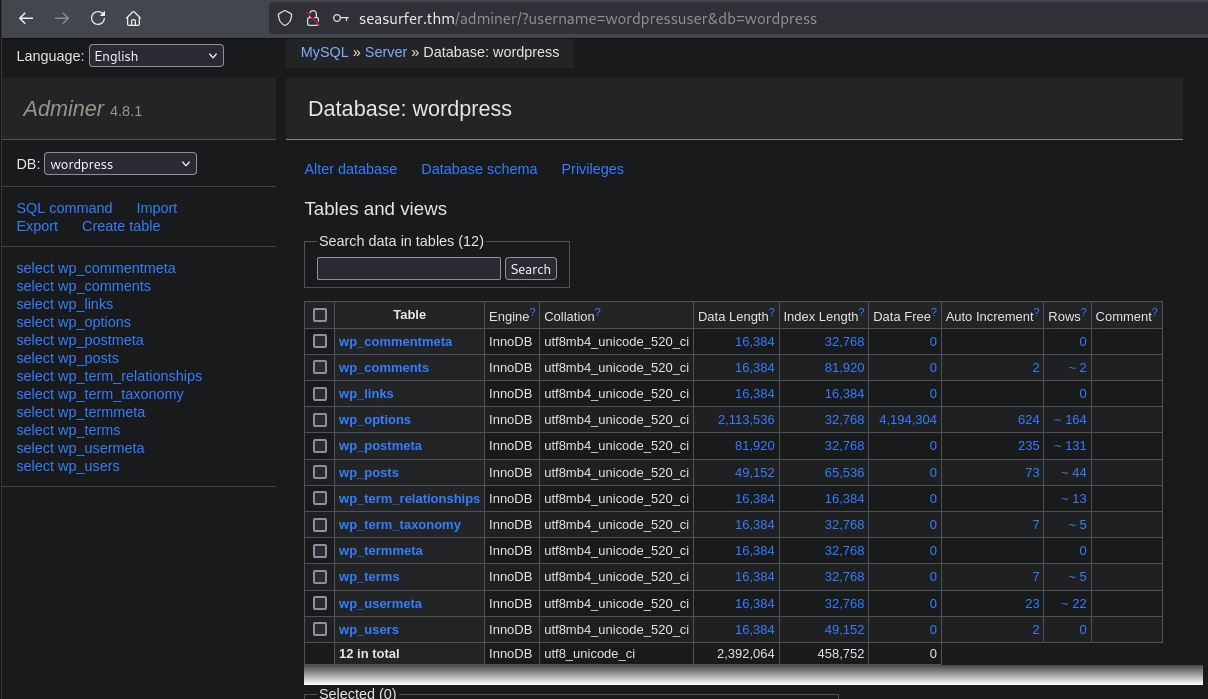 seasurfer.thm/adminer/?username=wordpressuser&db=wordpress
Language: English
MySQL » Server » Database: wordpress
Adminer 4.8.1
Database: wordpress
DB: wordpress
Alter database Database schema Privileges
SQL command Import
Export Create table
Tables and views
Search data in tables (12)
Search
select wp_commentmeta
select wp_comments
select wp_links
select wp_options
select wp_postmeta
select wp_posts
select wp_term_relationships
select wp_term_taxonomy
select wp_termmeta
select wp_terms
select wp_usermeta
select wp_users
Table Engine? Collation? Data Length? Index Length? Data Free? Auto Increment? Rows? Comment?
wp_commentmeta InnoDB utf8mb4_unicode_520_ci 16,384 32,768 0 0
wp_comments InnoDB utf8mb4_unicode_520_ci 16,384 81,920 0 2 ~ 2
wp_links InnoDB utf8mb4_unicode_520_ci 16,384 16,384 0 0
wp_options InnoDB utf8mb4_unicode_520_ci 2,113,536 32,768 4,194,304 624 ~ 164
wp_postmeta InnoDB utf8mb4_unicode_520_ci 81,920 32,768 0 235 ~ 131
wp_posts InnoDB utf8mb4_unicode_520_ci 49,152 65,536 0 73 ~ 44
wp_term_relationships InnoDB utf8mb4_unicode_520_ci 16,384 16,384 0 ~ 13
wp_term_taxonomy InnoDB utf8mb4_unicode_520_ci 16,384 32,768 0 7 ~ 5
wp_termmeta InnoDB utf8mb4_unicode_520_ci 16,384 32,768 0 0
wp_terms InnoDB utf8mb4_unicode_520_ci 16,384 32,768 0 7 ~ 5
wp_usermeta InnoDB utf8mb4_unicode_520_ci 16,384 32,768 0 23 ~ 22
wp_users InnoDB utf8mb4_unicode_520_ci 16,384 49,152 0 2 0
12 in total InnoDB utf8_unicode_ci 2,392,064 458,752 0
Selected (0)